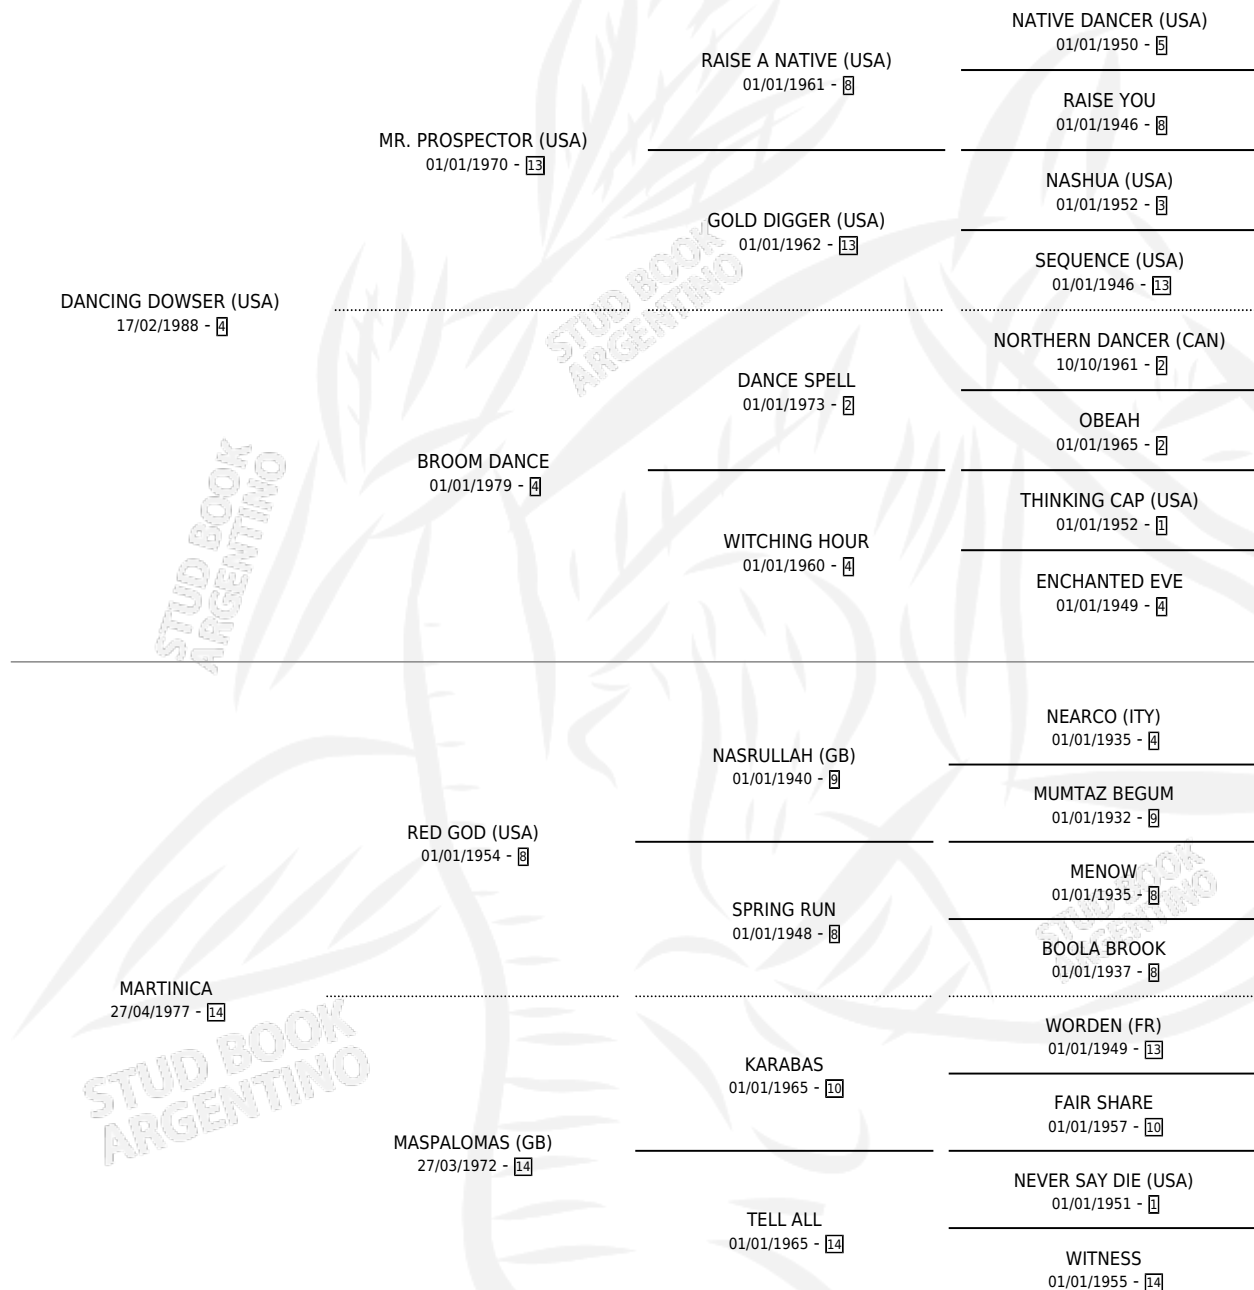 NATIVE DANCER (USA)
01/01/1950 - 5
RAISE A NATIVE (USA)
01/01/1961 - 8
RAISE YOU
01/01/1946 - 8
MR. PROSPECTOR (USA)
01/01/1970 - 13
NASHUA (USA)
01/01/1952 - 3
GOLD DIGGER (USA)
01/01/1962 - 13
SEQUENCE (USA)
01/01/1946 - 13
DANCING DOWSER (USA)
17/02/1988 - 4
NORTHERN DANCER (CAN)
10/10/1961 - 2
DANCE SPELL
01/01/1973 - 2
OBEAH
01/01/1965 - 2
BROOM DANCE
01/01/1979 - 4
THINKING CAP (USA)
01/01/1952 - 1
WITCHING HOUR
01/01/1960 - 4
ENCHANTED EVE
01/01/1949 - 4
NEARCO (ITY)
01/01/1935 - 4
NASRULLAH (GB)
01/01/1940 - 9
MUMTAZ BEGUM
01/01/1932 - 9
RED GOD (USA)
01/01/1954 - 8
MENOW
01/01/1935 - 8
SPRING RUN
01/01/1948 - 8
BOOLA BROOK
01/01/1937 - 8
MARTINICA
27/04/1977 - 14
WORDEN (FR)
01/01/1949 - 13
KARABAS
01/01/1965 - 10
FAIR SHARE
01/01/1957 - 10
MASPALOMAS (GB)
27/03/1972 - 14
NEVER SAY DIE (USA)
01/01/1951 - 1
TELL ALL
01/01/1965 - 14
WITNESS
01/01/1955 - 14
STUD BOOK
ARGENTINO
STUD BOOK
ARGENTINO
STUD BOOK
ARGENTINO
STUD BOOK
ARGENTINO